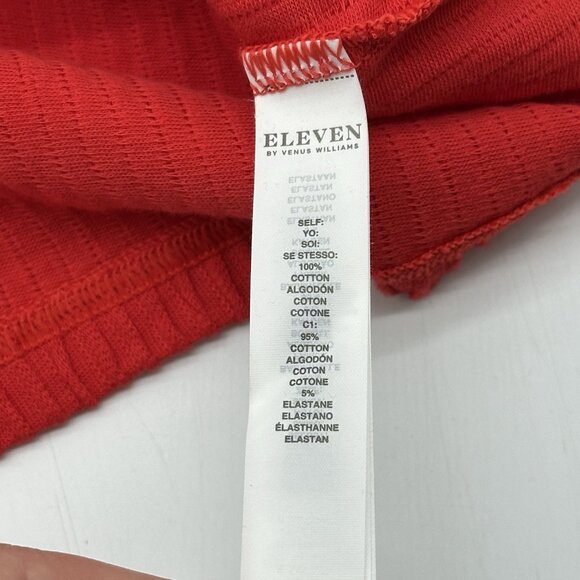 ELEVEN
BY VENUS WILLIAMS
SELF:
YO:
SOI:
SÉ STESSO:
100%
COTTON
ALGODÓN
COTON
COTONE
C1:
95%
COTTON
ALGODÓN
COTON
COTONE
5%
ELASTANE
ELASTANO
ÉLASTHANNE
ELASTAN